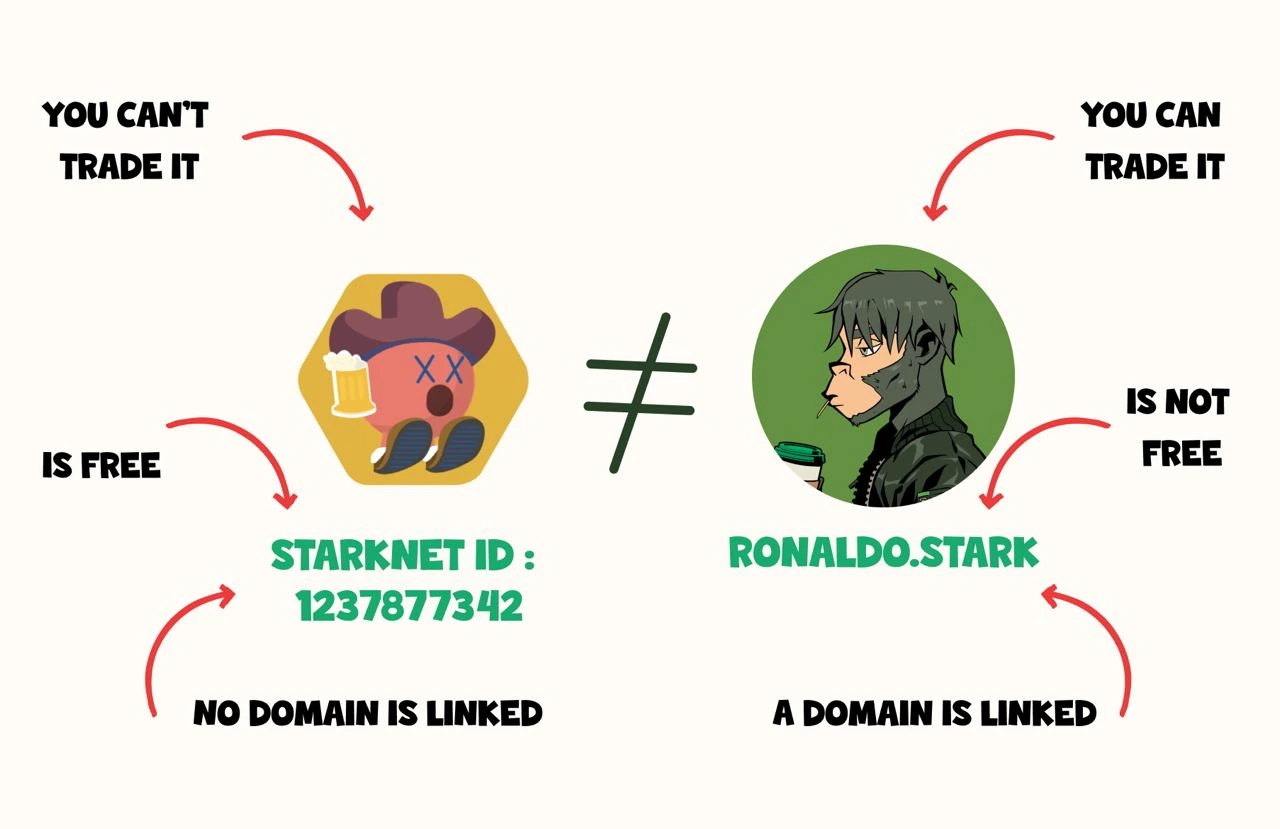 YOU CAN'T
TRADE IT
YOU CAN
TRADE IT
IS FREE
IS NOT
FREE
STARKNET ID :
1237877342
RONALDO.STARK
NO DOMAIN IS LINKED
A DOMAIN IS LINKED